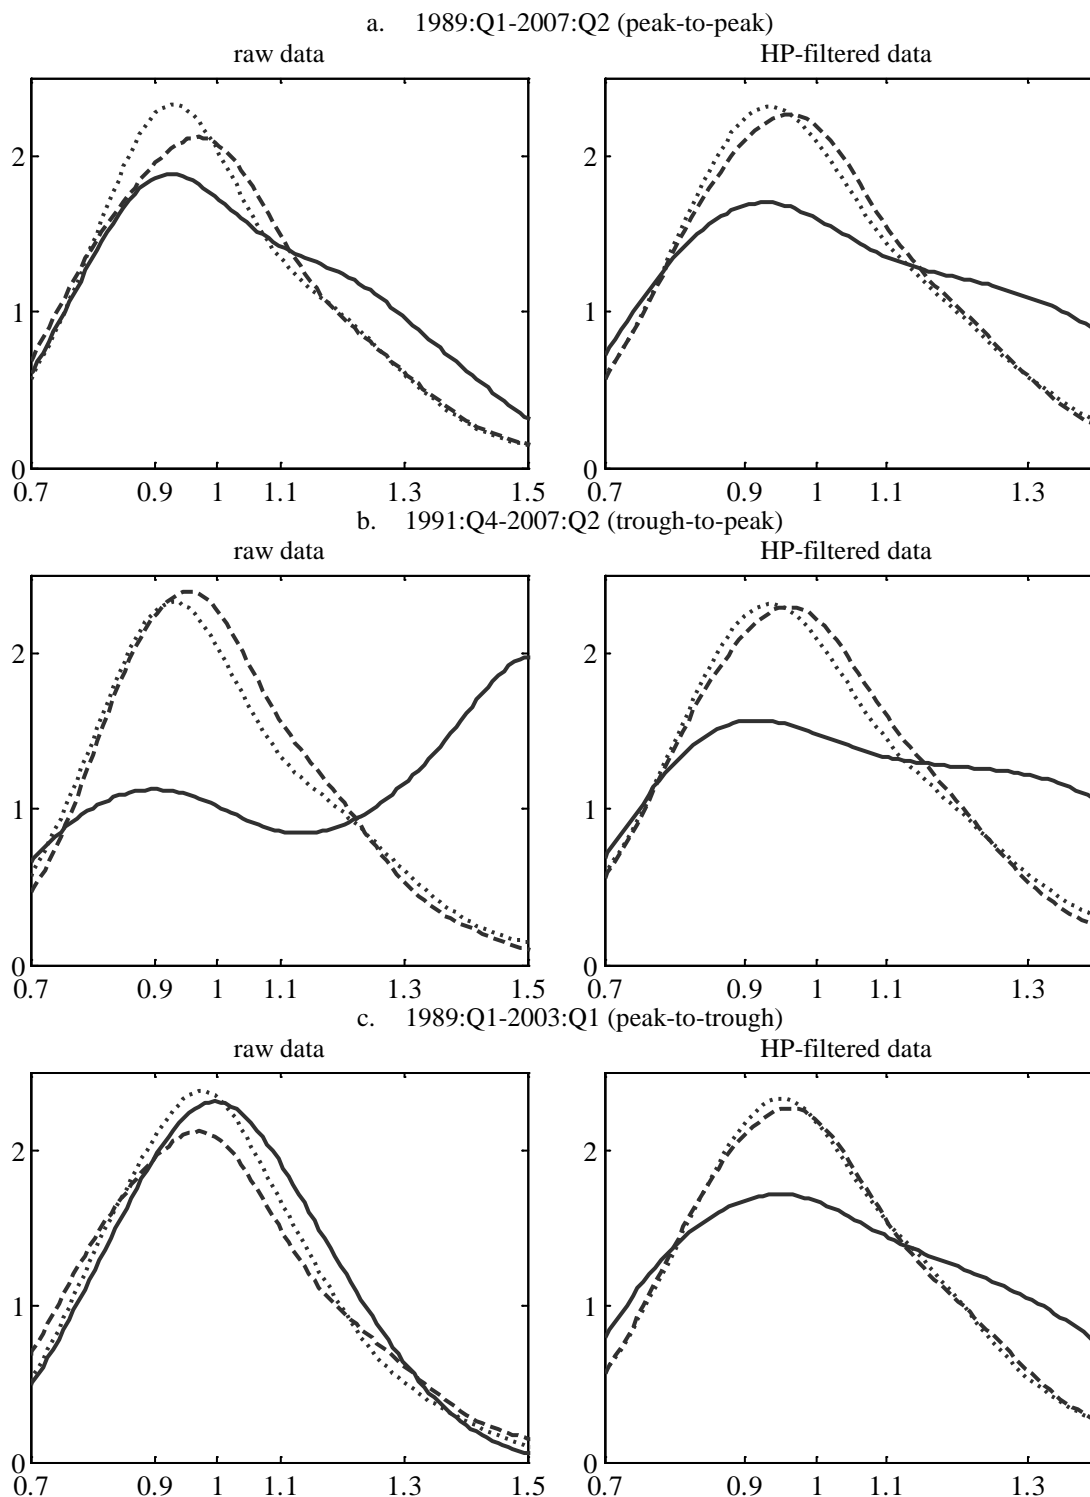 a. 1989:Q1-2007:Q2 (peak-to-peak)
raw data HP-filtered data
2 2
1 1
0 0
0.7 0.9 1 1.1 1.3 1.5 0.7 0.9 1 1.1 1.3
b. 1991:Q4-2007:Q2 (trough-to-peak)
raw data HP-filtered data
2 2
1 1
0 0
0.7 0.9 1 1.1 1.3 1.5 0.7 0.9 1 1.1 1.3
c. 1989:Q1-2003:Q1 (peak-to-trough)
raw data HP-filtered data
2 2
1 1
0 0
0.7 0.9 1 1.1 1.3 1.5 0.7 0.9 1 1.1 1.3